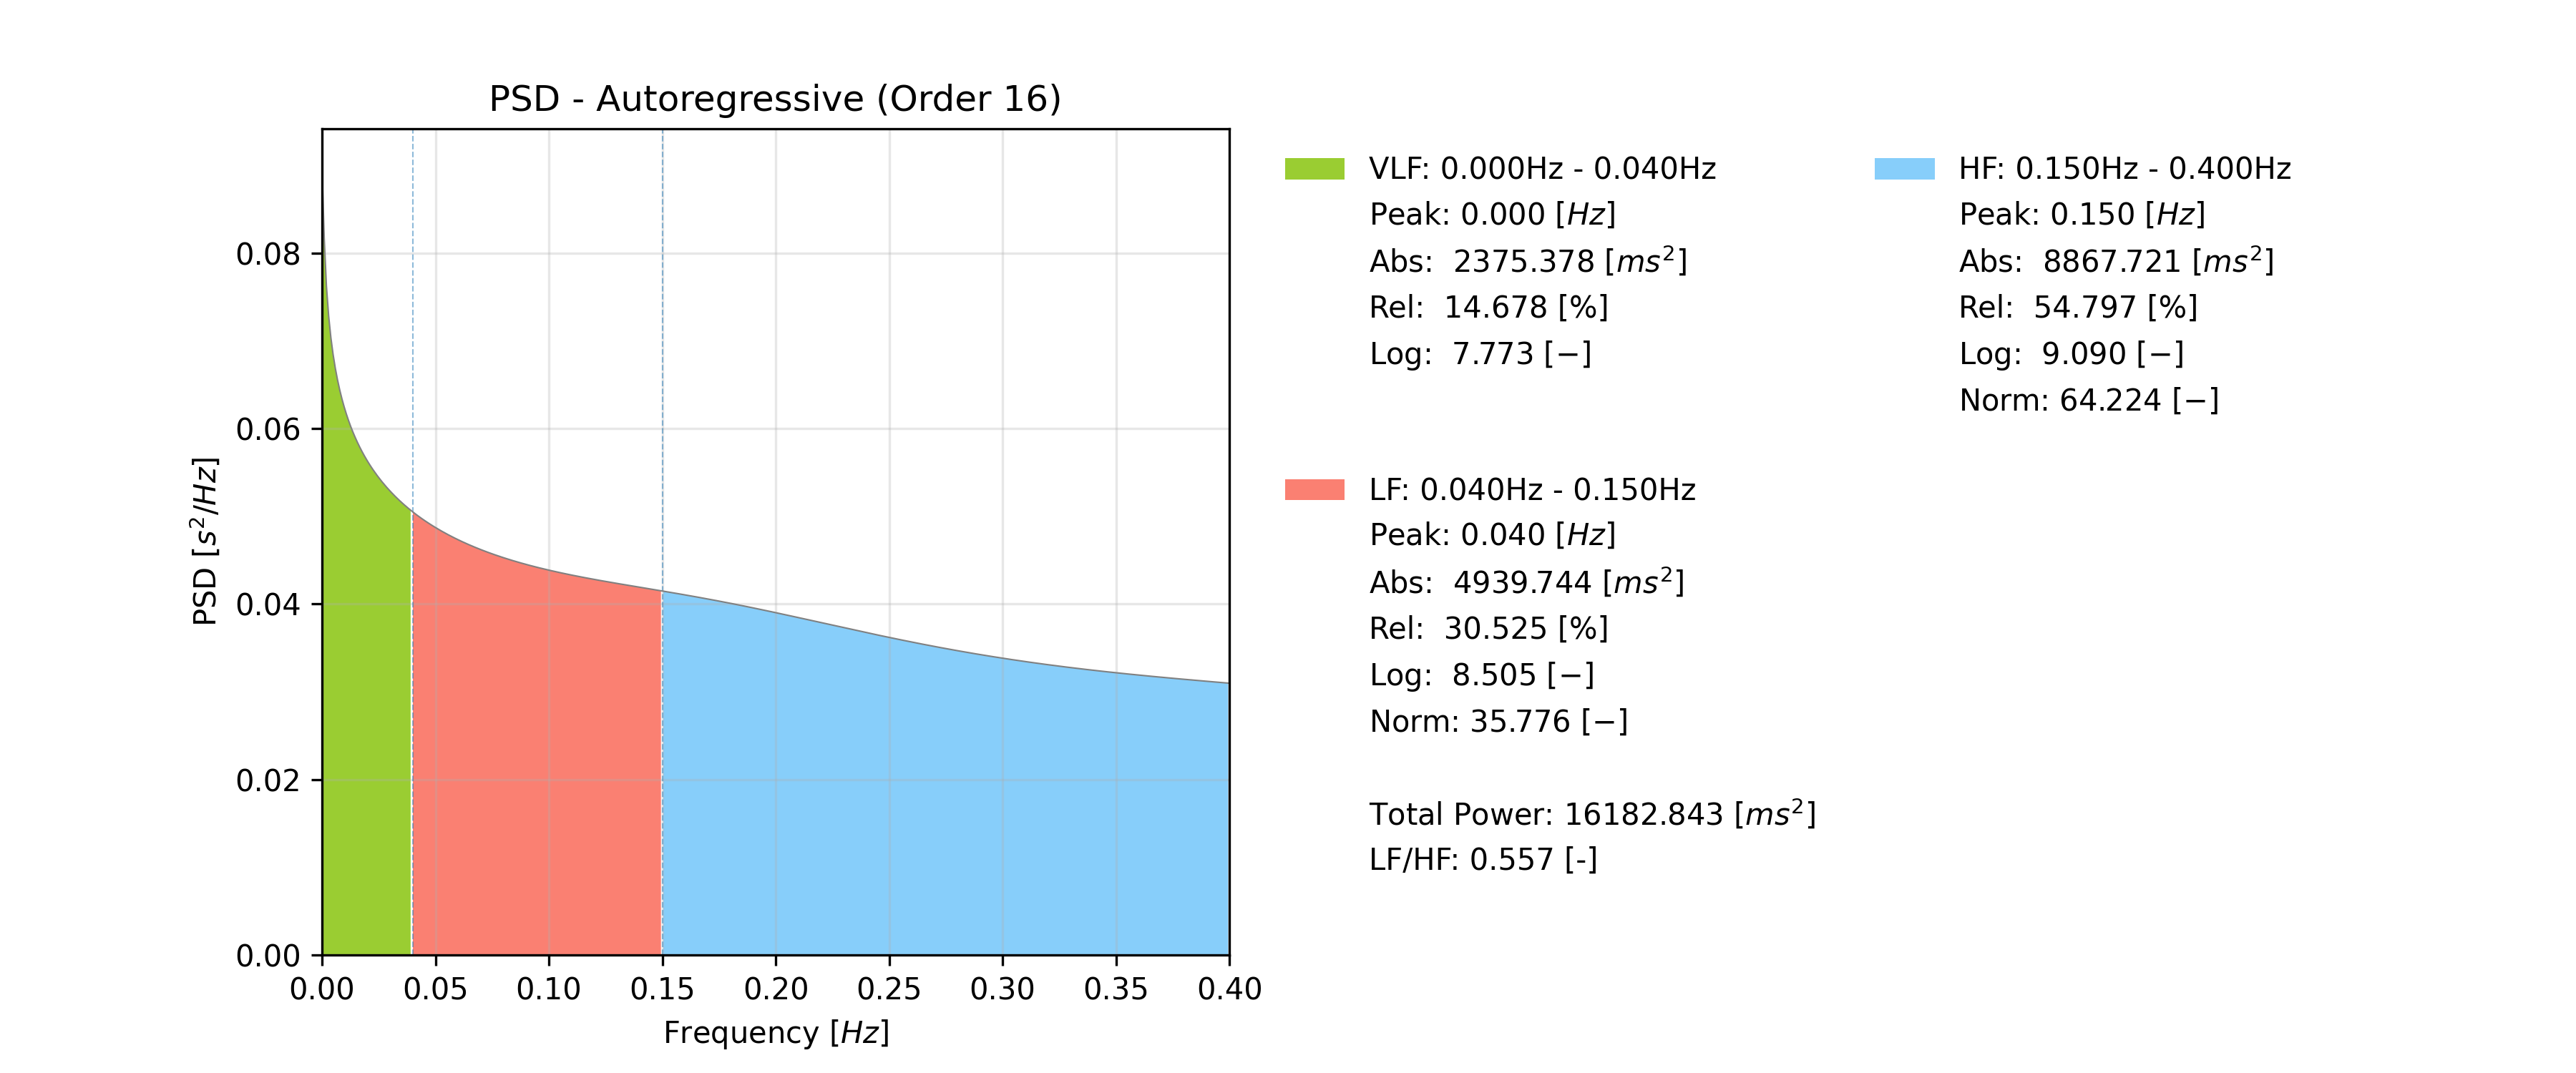 PSD - Autoregressive (Order 16)
PSD [s²/Hz]
0.08
0.06
0.04
0.02
0.00
0.00 0.05 0.10 0.15 0.20 0.25 0.30 0.35 0.40
Frequency [Hz]
VLF: 0.000Hz - 0.040Hz
Peak: 0.000 [Hz]
Abs: 2375.378 [ms²]
Rel: 14.678 [%]
Log: 7.773 [−]
LF: 0.040Hz - 0.150Hz
Peak: 0.040 [Hz]
Abs: 4939.744 [ms²]
Rel: 30.525 [%]
Log: 8.505 [−]
Norm: 35.776 [−]
Total Power: 16182.843 [ms²]
LF/HF: 0.557 [-]
HF: 0.150Hz - 0.400Hz
Peak: 0.150 [Hz]
Abs: 8867.721 [ms²]
Rel: 54.797 [%]
Log: 9.090 [−]
Norm: 64.224 [−]